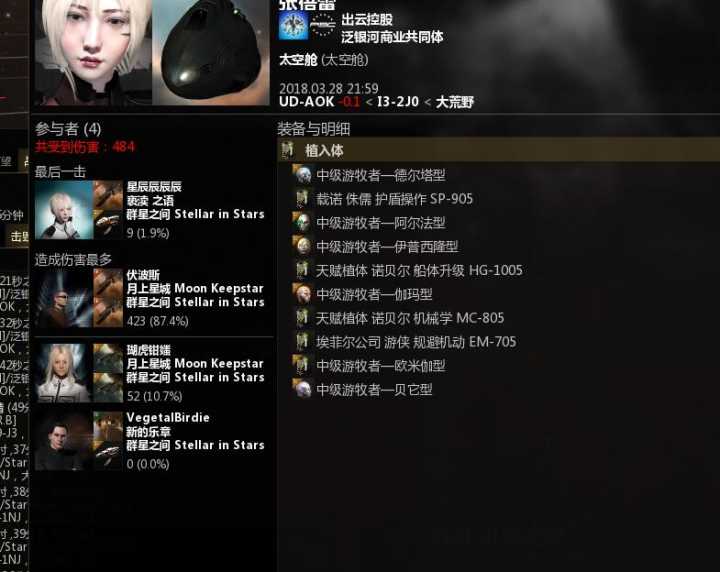 张蓓蕾
出云控股
泛银河商业共同体
太空舱 (太空舱)
2018.03.28 21:59
UD-AOK -0.1 < I3-2J0 < 大荒野
参与者 (4)
共受到伤害：484
最后一击
星辰辰辰辰
亵渎 之语
群星之间 Stellar in Stars
9 (1.9%)
造成伤害最多
伏波斯
月上星城 Moon Keepstar
群星之间 Stellar in Stars
423 (87.4%)
瑚虎钳嗤
月上星城 Moon Keepstar
群星之间 Stellar in Stars
52 (10.7%)
VegetalBirdie
新的乐章
群星之间 Stellar in Stars
0 (0.0%)
装备与明细
植入体
中级游牧者—德尔塔型
载诺 侏儒 护盾操作 SP-905
中级游牧者—阿尔法型
中级游牧者—伊普西隆型
天赋植体 诺贝尔 船体升级 HG-1005
中级游牧者—伽玛型
天赋植体 诺贝尔 机械学 MC-805
埃菲尔公司 游侠 规避机动 EM-705
中级游牧者—欧米伽型
中级游牧者—贝它型